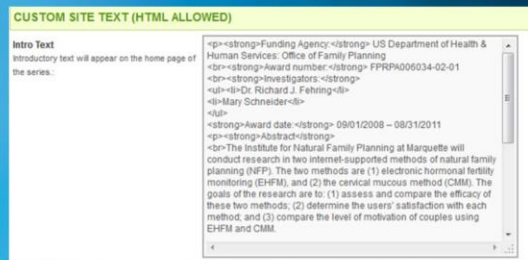 CUSTOM SITE TEXT (HTML ALLOWED)
Intro Text
Introductory text will appear on the home page of
the series.:
<p><strong>Funding Agency:</strong> US Department of Health &
Human Services: Office of Family Planning
<br><strong>Award number:</strong> FPRPA006034-02-01
<br><strong>Investigators:</strong>
<ul><li>Dr. Richard J. Fehring</li>
<li>Mary Schneider</li>
</ul>
<strong>Award date:</strong> 09/01/2008 – 08/31/2011
<p><strong>Abstract</strong>
<br>The Institute for Natural Family Planning at Marquette will
conduct research in two internet-supported methods of natural family
planning (NFP). The two methods are (1) electronic hormonal fertility
monitoring (EHFM), and (2) the cervical mucous method (CMM). The
goals of the research are to: (1) assess and compare the efficacy of
these two methods; (2) determine the users' satisfaction with each
method; and (3) compare the level of motivation of couples using
EHFM and CMM.